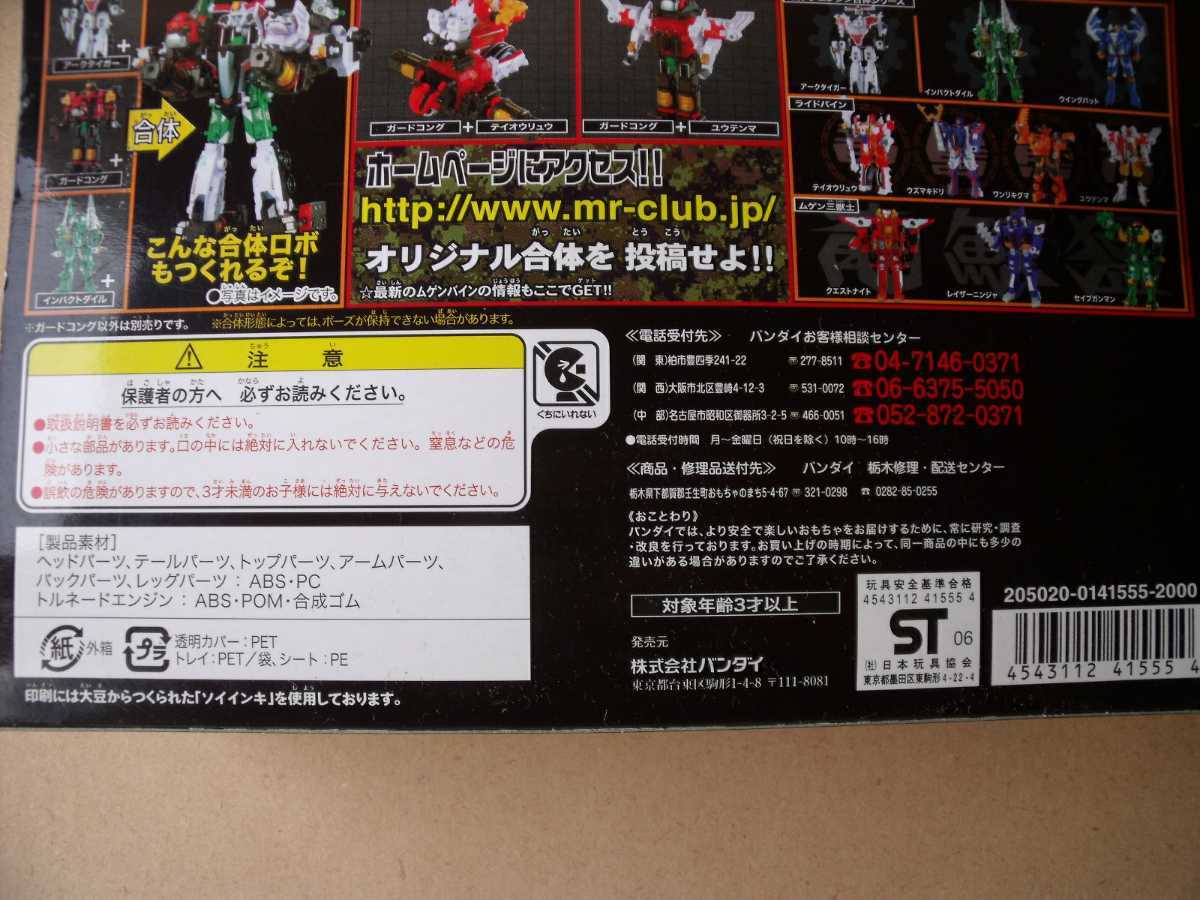 アークタイガー
ガードコング
インパクトダイル
合体
がっ たい
こんな合体ロボ
もつくれるぞ!
○写真はイメージです。
ガードコング + テイオウリュウ
ガードコング + ユウテンマ
ホームページにアクセス!!
http://www.mr-club.jp/
オリジナル合体を 投稿せよ!!
☆最新のムゲンバインの情報もここでGET!!
アークタイガー
インパクトダイル
ウイングバット
ライドバイン
テイオウリュウ
ウズマキドリ
ワンリキグマ
ユウテンマ
ムゲン三獣士
クエストナイト
レイザーニンジャ
セイブガンマン
※ガードコング以外は別売りです。 ※合体形態によっては、ポーズが保持できない場合があります。
⚠ 注 意
保護者の方へ 必ずお読みください。
●取扱説明書を必ずお読みください。
●小さな部品があります。口の中には絶対に入れないでください。窒息などの危
険があります。
●誤飲の危険がありますので、3才未満のお子様には絶対に与えないでください。
くちにいれない
[製品素材]
ヘッドパーツ、テールパーツ、トップパーツ、アームパーツ、
バックパーツ、レッグパーツ : ABS・PC
トルネードエンジン : ABS・POM・合成ゴム
紙 外箱
プラ 透明カバー : PET
トレイ:PET/袋、シート : PE
印刷には大豆からつくられた「ソイインキ」を使用しております。
≪電話受付先≫ バンダイお客様相談センター
(関 東)柏市豊四季241-22 〒277-8511 ☎04-7146-0371
(関 西)大阪市北区豊崎4-12-3 〒531-0072 ☎06-6375-5050
(中 部)名古屋市昭和区御器所3-2-5 〒466-0051 ☎052-872-0371
●電話受付時間 月〜金曜日(祝日を除く)10時〜16時
≪商品・修理品送付先≫ バンダイ 栃木修理・配送センター
栃木県下都賀郡壬生町おもちゃのまち5-4-67 〒321-0298 ☎ 0282-85-0255
《おことわり》
バンダイでは、より安全で楽しいおもちゃをお届けするために、常に研究・調査
・改良を行っております。お買い上げの時期によって、同一商品の中にも多少の
違いがある場合がありますのでご了承ください。
対象年齢3才以上
発売元
株式会社バンダイ
東京都台東区駒形1-4-8 〒111-8081
玩具安全基準合格
4543112 41555 4
ST 06
(社)日本玩具協会
東京都墨田区東駒形4-22-4
205020-0141555-2000
4543112 41555 4